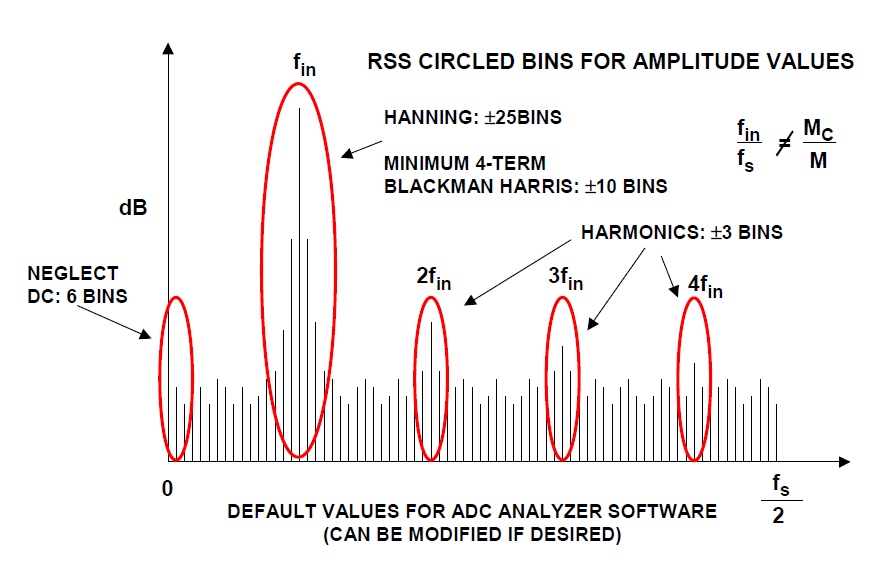 f_in
RSS CIRCLED BINS FOR AMPLITUDE VALUES
HANNING: ±25BINS
MINIMUM 4-TERM
BLACKMAN HARRIS: ±10 BINS
f_in / f_s ≠ M_C / M
dB
HARMONICS: ±3 BINS
NEGLECT
DC: 6 BINS
2f_in
3f_in
4f_in
0
f_s / 2
DEFAULT VALUES FOR ADC ANALYZER SOFTWARE
(CAN BE MODIFIED IF DESIRED)